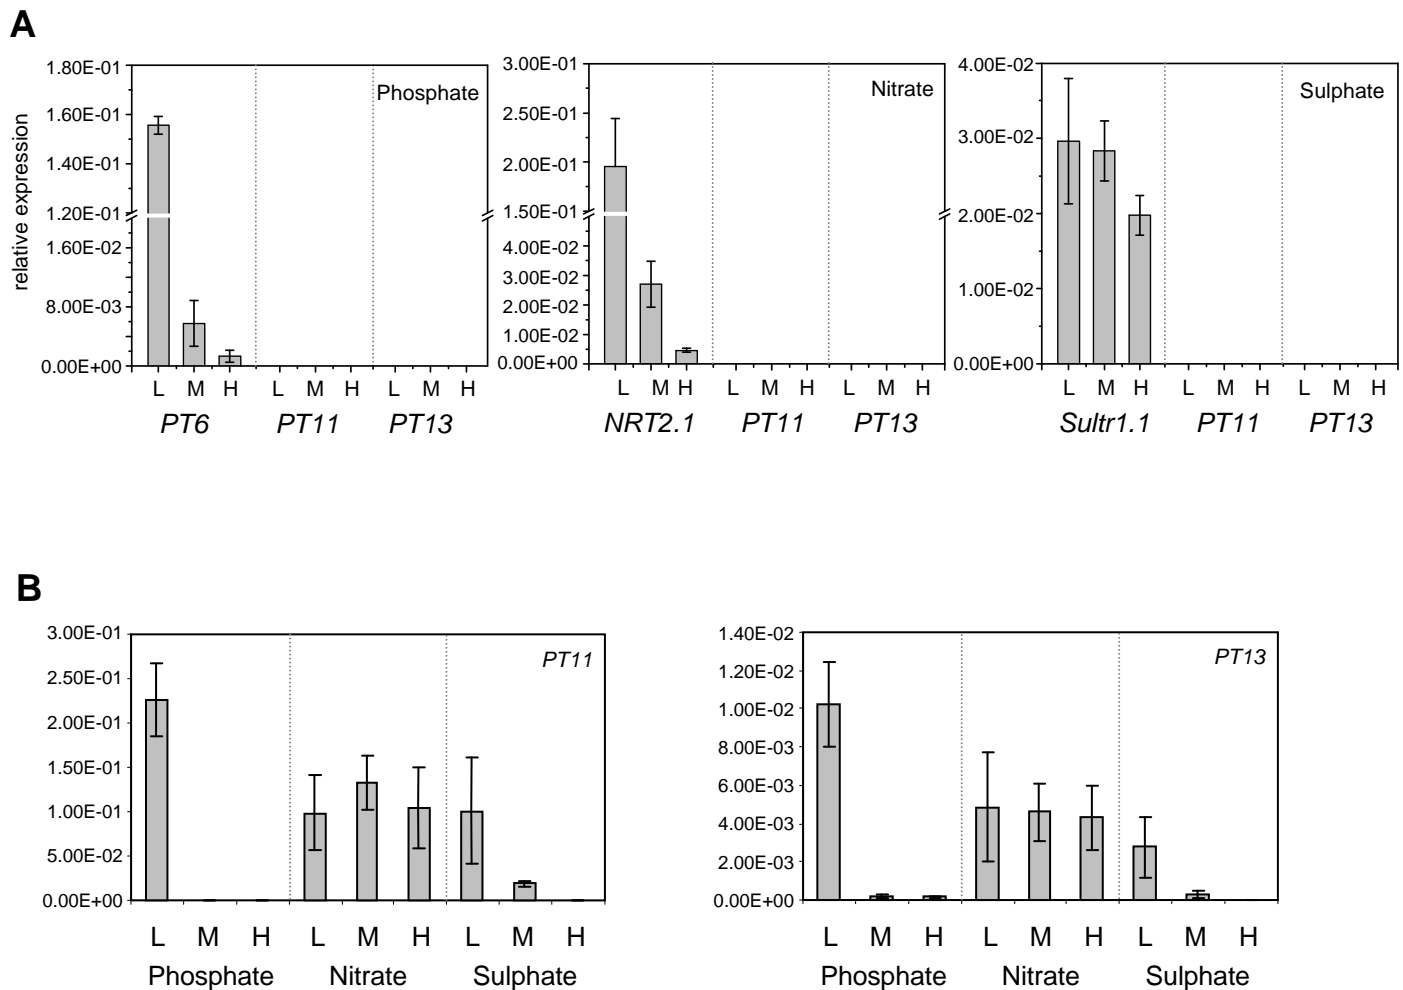 A
relative expression
1.80E-01
1.60E-01
1.40E-01
1.20E-01
1.60E-02
8.00E-03
0.00E+00
Phosphate
L M H L M H L M H
PT6 PT11 PT13
3.00E-01
2.50E-01
2.00E-01
1.50E-01
4.00E-02
3.00E-02
2.00E-02
1.00E-02
0.00E+00
Nitrate
L M H L M H L M H
NRT2.1 PT11 PT13
4.00E-02
3.00E-02
2.00E-02
1.00E-02
0.00E+00
Sulphate
L M H L M H L M H
Sultr1.1 PT11 PT13
B
3.00E-01
2.50E-01
2.00E-01
1.50E-01
1.00E-01
5.00E-02
0.00E+00
PT11
L M H L M H L M H
Phosphate Nitrate Sulphate
1.40E-02
1.20E-02
1.00E-02
8.00E-03
6.00E-03
4.00E-03
2.00E-03
0.00E+00
PT13
L M H L M H L M H
Phosphate Nitrate Sulphate